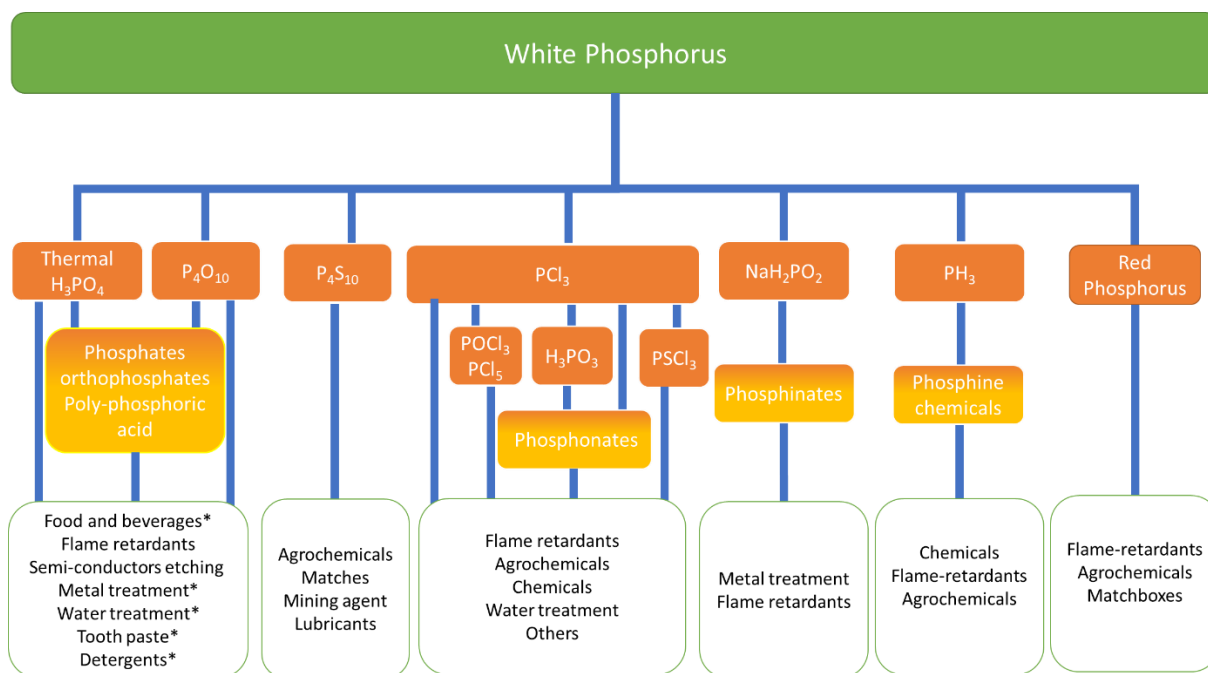 White Phosphorus
Thermal
H₃PO₄
P₄O₁₀
P₄S₁₀
PCl₃
NaH₂PO₂
PH₃
Red
Phosphorus
Phosphates
orthophosphates
Poly-phosphoric
acid
POCl₃
PCl₅
H₃PO₃
PSCl₃
Phosphonates
Phosphinates
Phosphine
chemicals
Food and beverages*
Flame retardants
Semi-conductors etching
Metal treatment*
Water treatment*
Tooth paste*
Detergents*
Agrochemicals
Matches
Mining agent
Lubricants
Flame retardants
Agrochemicals
Chemicals
Water treatment
Others
Metal treatment
Flame retardants
Chemicals
Flame-retardants
Agrochemicals
Flame-retardants
Agrochemicals
Matchboxes